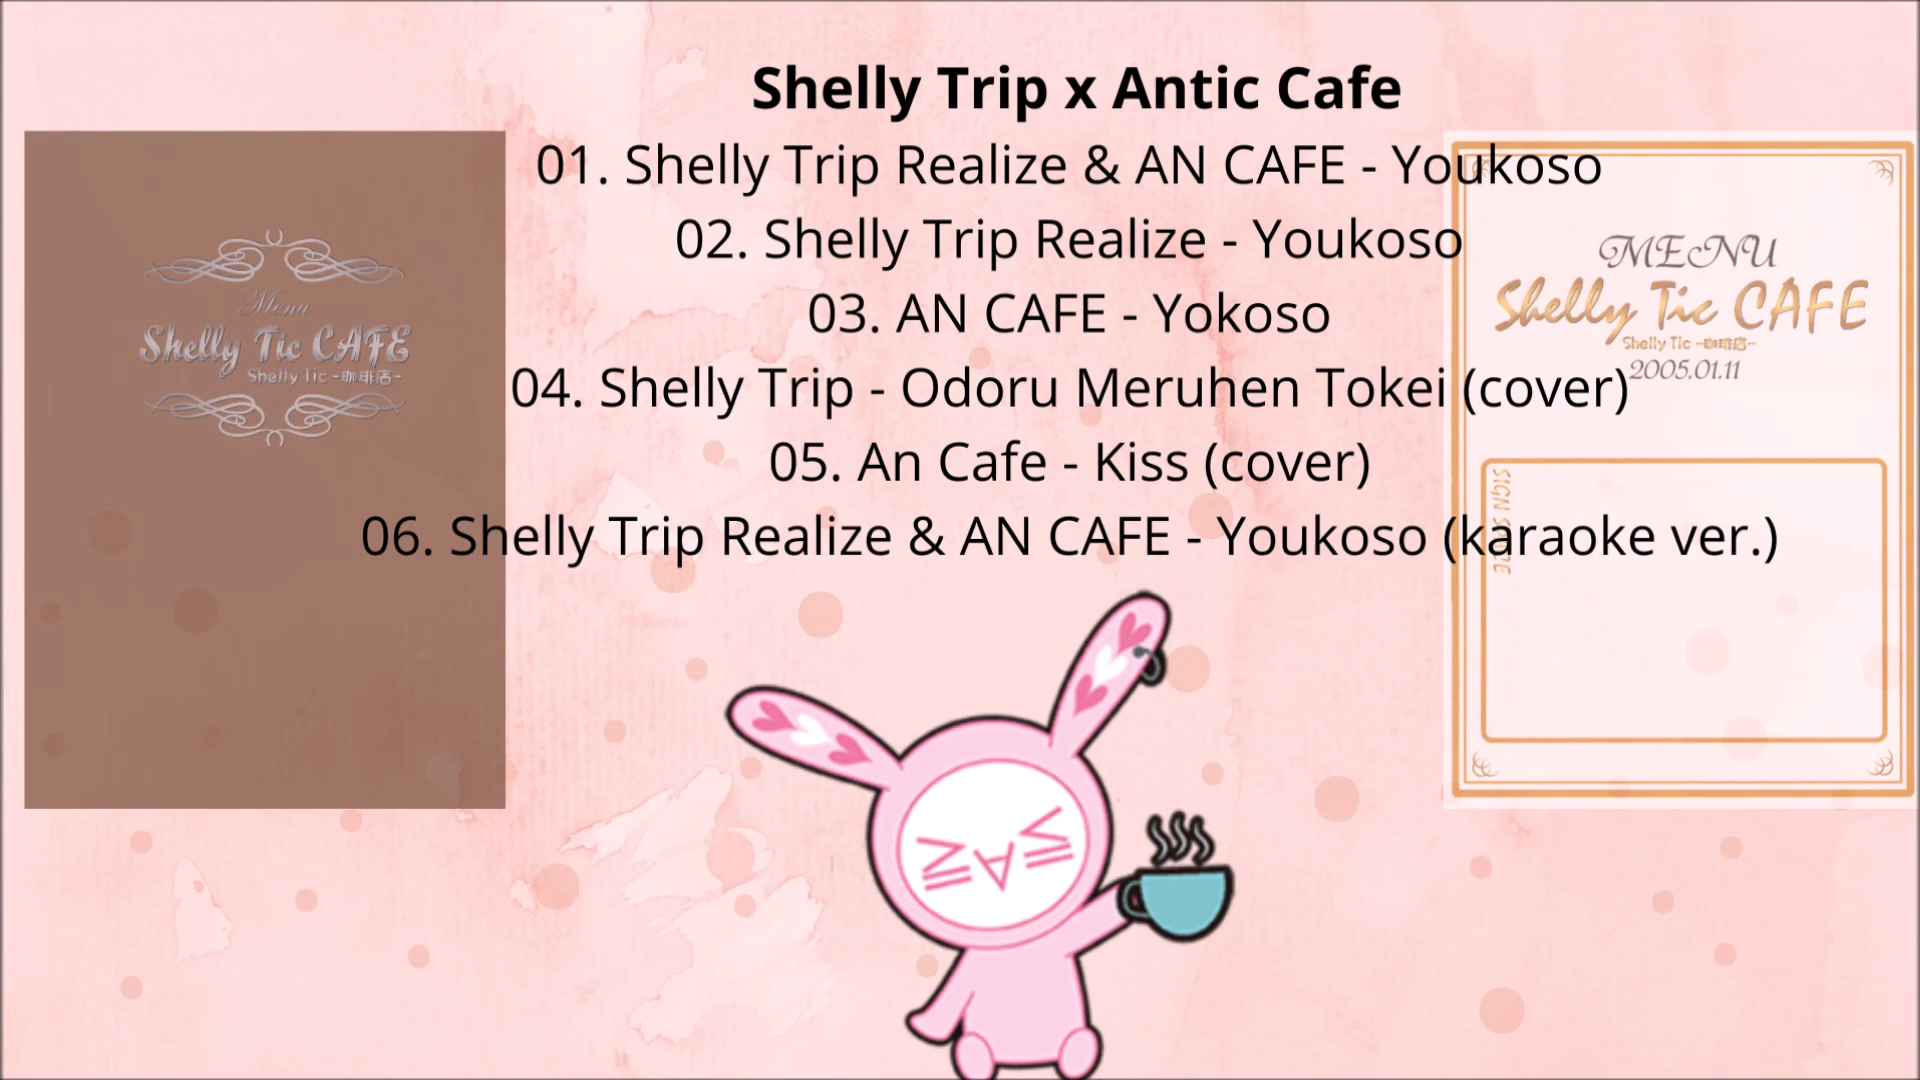 Shelly Trip x Antic Cafe
01. Shelly Trip Realize & AN CAFE - Youkoso
02. Shelly Trip Realize - Youkoso
03. AN CAFE - Yokoso
04. Shelly Trip - Odoru Meruhen Tokei (cover)
05. An Cafe - Kiss (cover)
06. Shelly Trip Realize & AN CAFE - Youkoso (karaoke ver.)
Menu
Shelly Tic CAFE
Shelly Tic -珈琲店-
MENU
Shelly Tic CAFE
Shelly Tic -珈琲店-
2005.01.11
SIGN